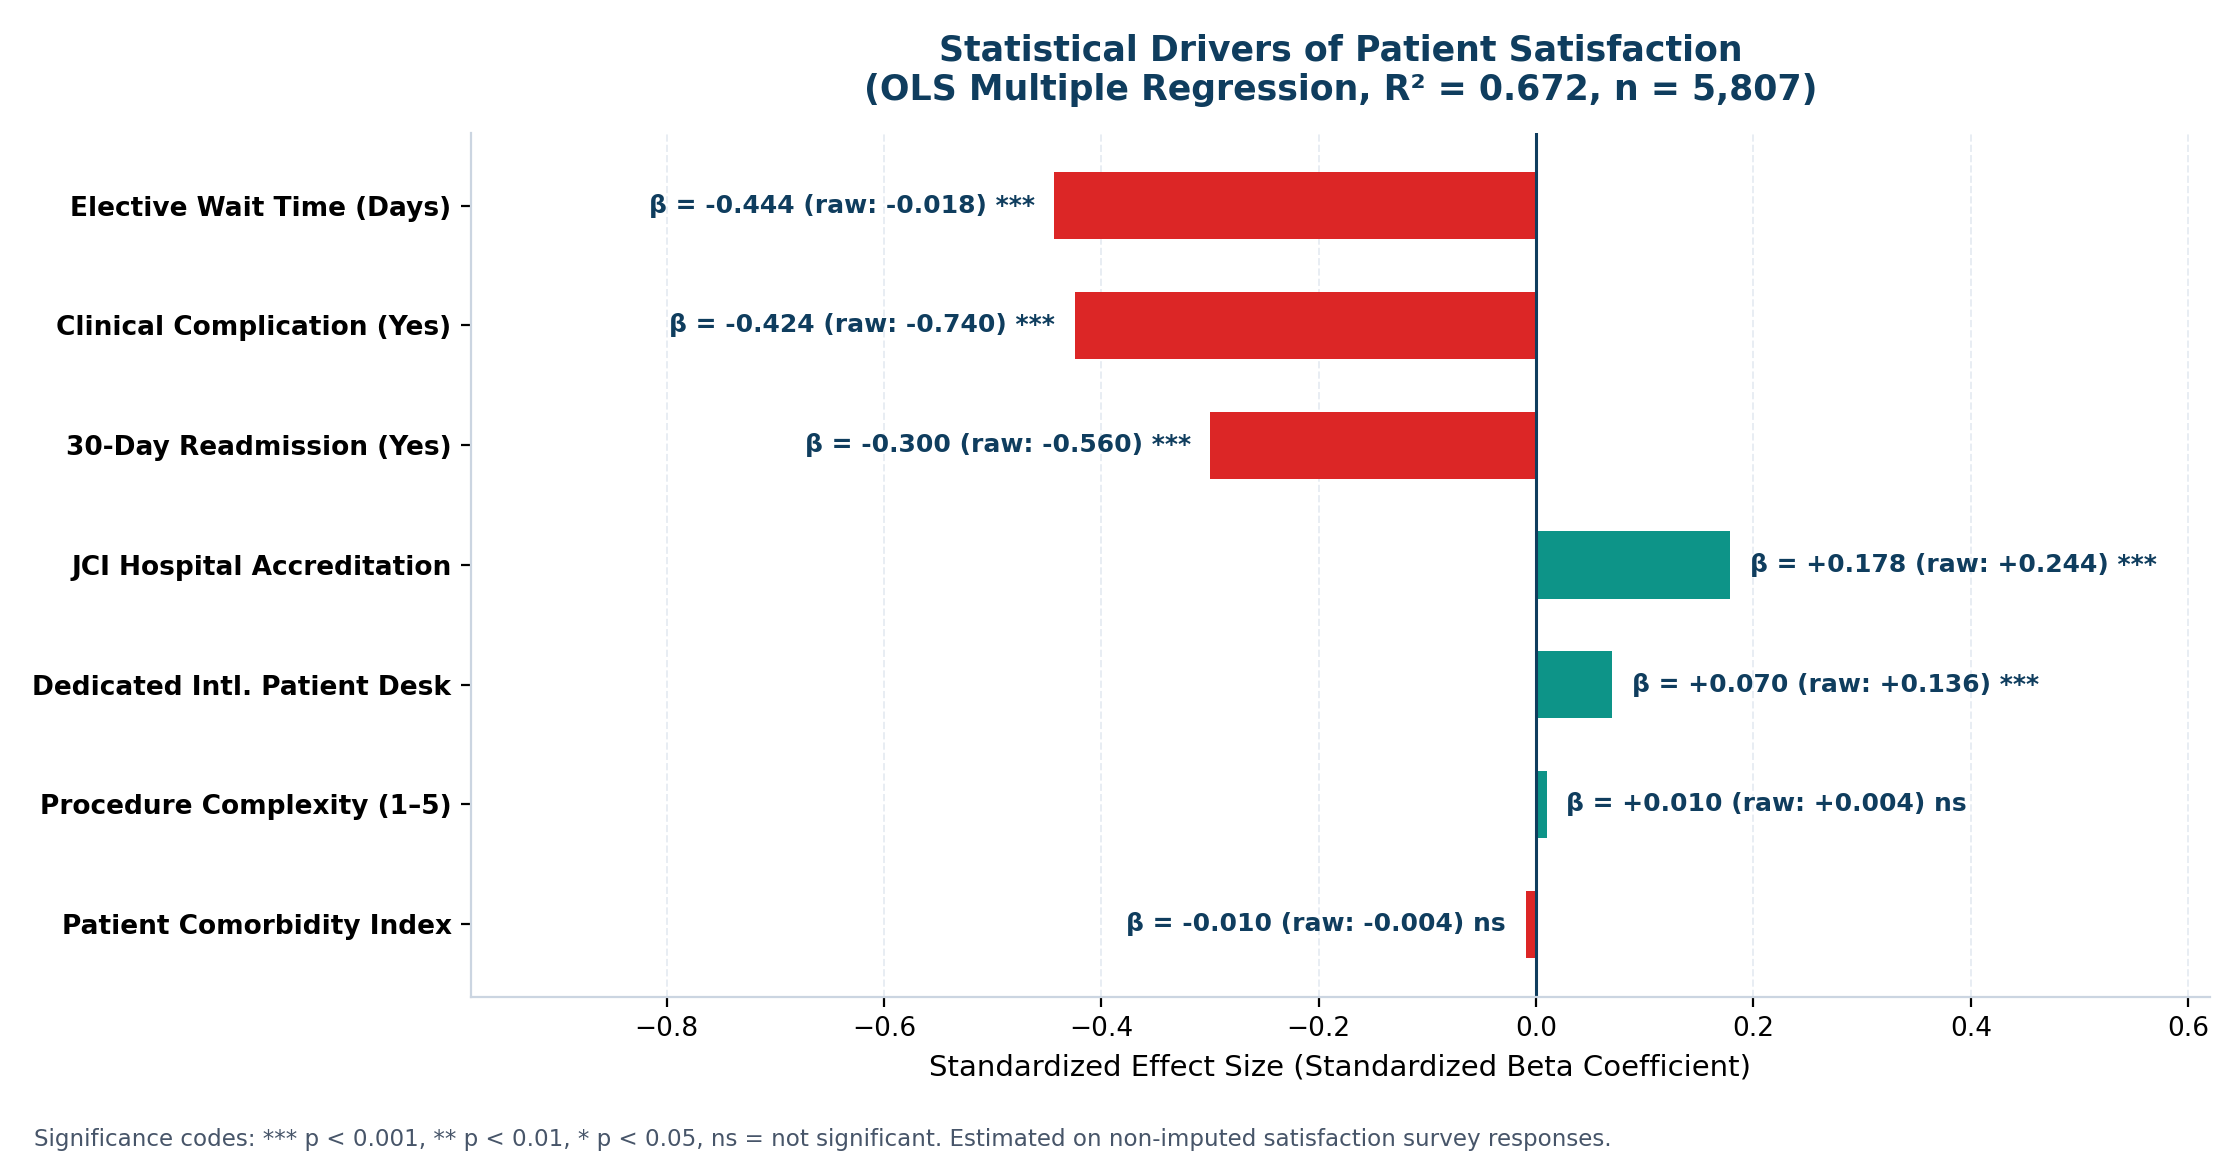 Statistical Drivers of Patient Satisfaction
(OLS Multiple Regression, R² = 0.672, n = 5,807)
Elective Wait Time (Days)
β = -0.444 (raw: -0.018) ***
Clinical Complication (Yes)
β = -0.424 (raw: -0.740) ***
30-Day Readmission (Yes)
β = -0.300 (raw: -0.560) ***
JCI Hospital Accreditation
β = +0.178 (raw: +0.244) ***
Dedicated Intl. Patient Desk
β = +0.070 (raw: +0.136) ***
Procedure Complexity (1–5)
β = +0.010 (raw: +0.004) ns
Patient Comorbidity Index
β = -0.010 (raw: -0.004) ns
−0.8 −0.6 −0.4 −0.2 0.0 0.2 0.4 0.6
Standardized Effect Size (Standardized Beta Coefficient)
Significance codes: *** p < 0.001, ** p < 0.01, * p < 0.05, ns = not significant. Estimated on non-imputed satisfaction survey responses.